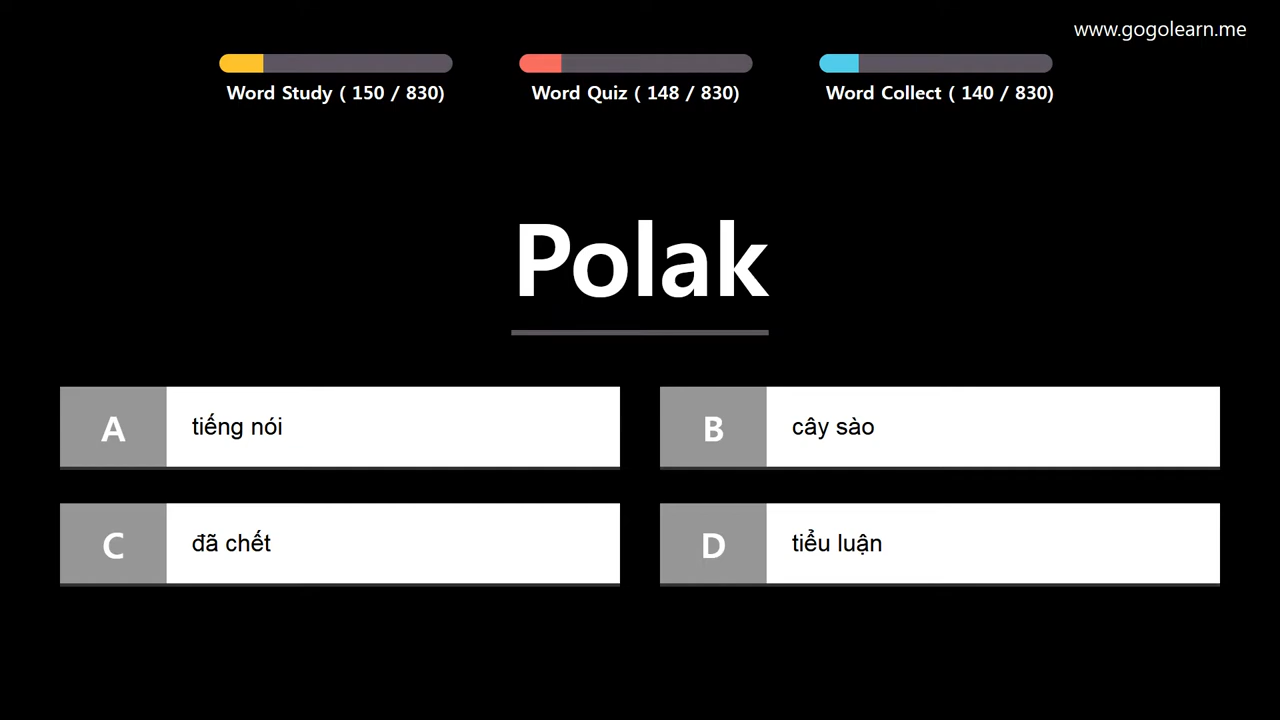 www.gogolearn.me
Word Study ( 150 / 830)
Word Quiz ( 148 / 830)
Word Collect ( 140 / 830)
Polak
A tiếng nói
B cây sào
C đã chết
D tiểu luận